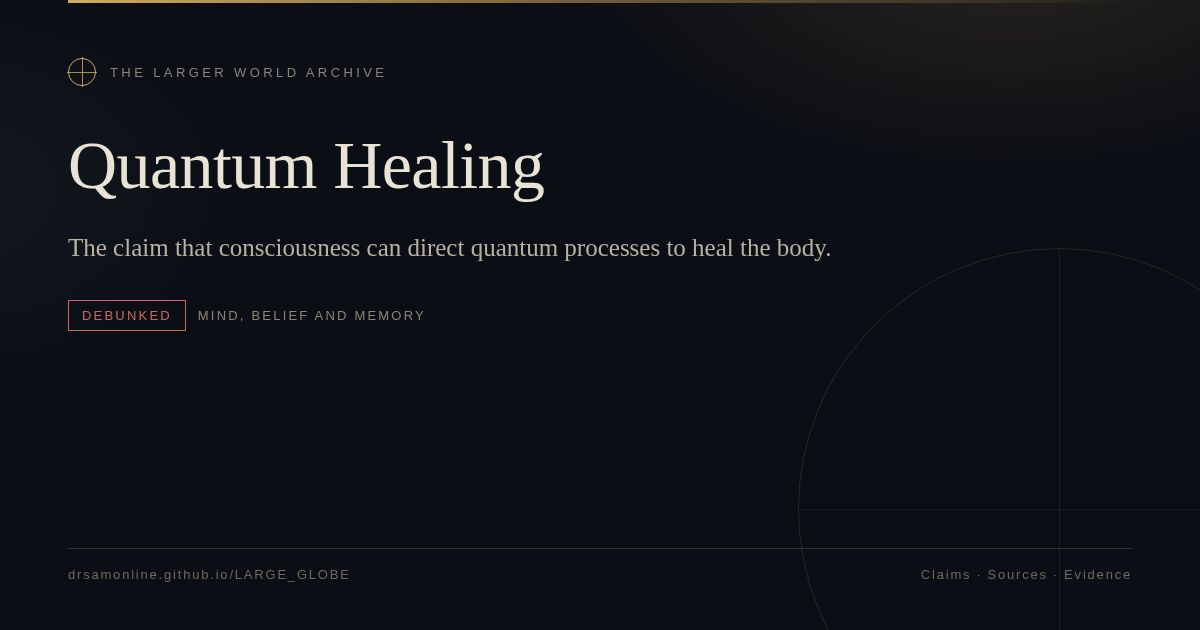 THE LARGER WORLD ARCHIVE
Quantum Healing
The claim that consciousness can direct quantum processes to heal the body.
DEBUNKED MIND, BELIEF AND MEMORY
drsamonline.github.io/LARGE_GLOBE Claims · Sources · Evidence